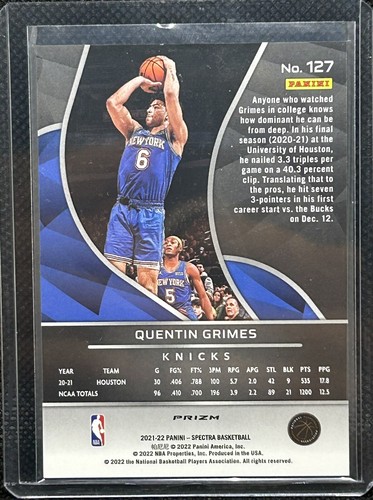 No. 127
PANINI
Anyone who watched
Grimes in college knows
how dominant he can
be from deep. In his final
season (2020-21) at the
University of Houston,
he nailed 3.3 triples per
game on a 40.3 percent
clip. Translating that to
the pros, he hit seven
3-pointers in his first
career start vs. the Bucks
on Dec. 12.
NEW YORK
6
NEW YORK
5
QUENTIN GRIMES
KNICKS
YEAR TEAM G FG% FT% 3PM RPG APG STL BLK PTS PPG
20-21 HOUSTON 30 .406 .788 100 5.7 2.0 42 9 535 17.8
NCAA TOTALS 96 .410 .700 196 3.9 2.2 89 21 1200 12.5
PRIZM
2021-22 PANINI – SPECTRA BASKETBALL
帕尼尼 © 2022 Panini America, Inc.
© 2022 NBA Properties, Inc. Produced in the USA.
© 2022 the National Basketball Players Association. All rights reserved.
NBA